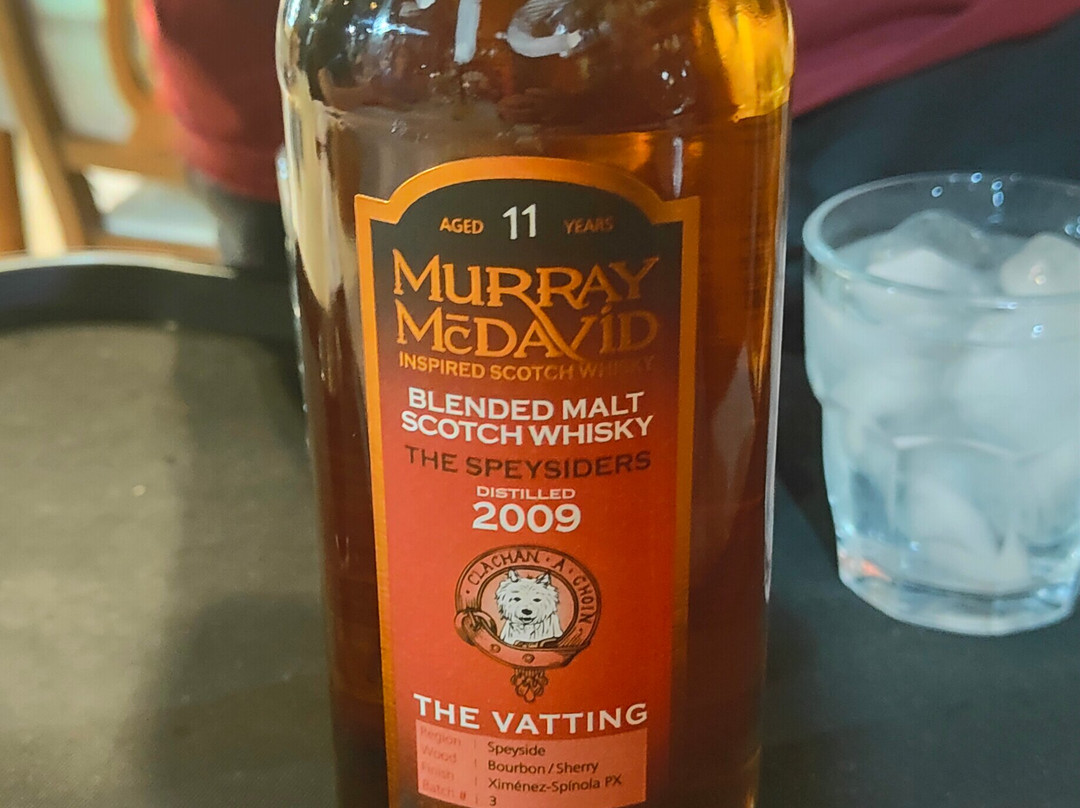 AGED 11 YEARS
MURRAY
McDAVID
INSPIRED SCOTCH WHISKY
BLENDED MALT
SCOTCH WHISKY
THE SPEYSIDERS
DISTILLED
2009
CLACHAN · A · CHOIN ·
THE VATTING
Region Speyside
Wood Bourbon / Sherry
Finish Ximénez-Spínola PX
Batch # 3